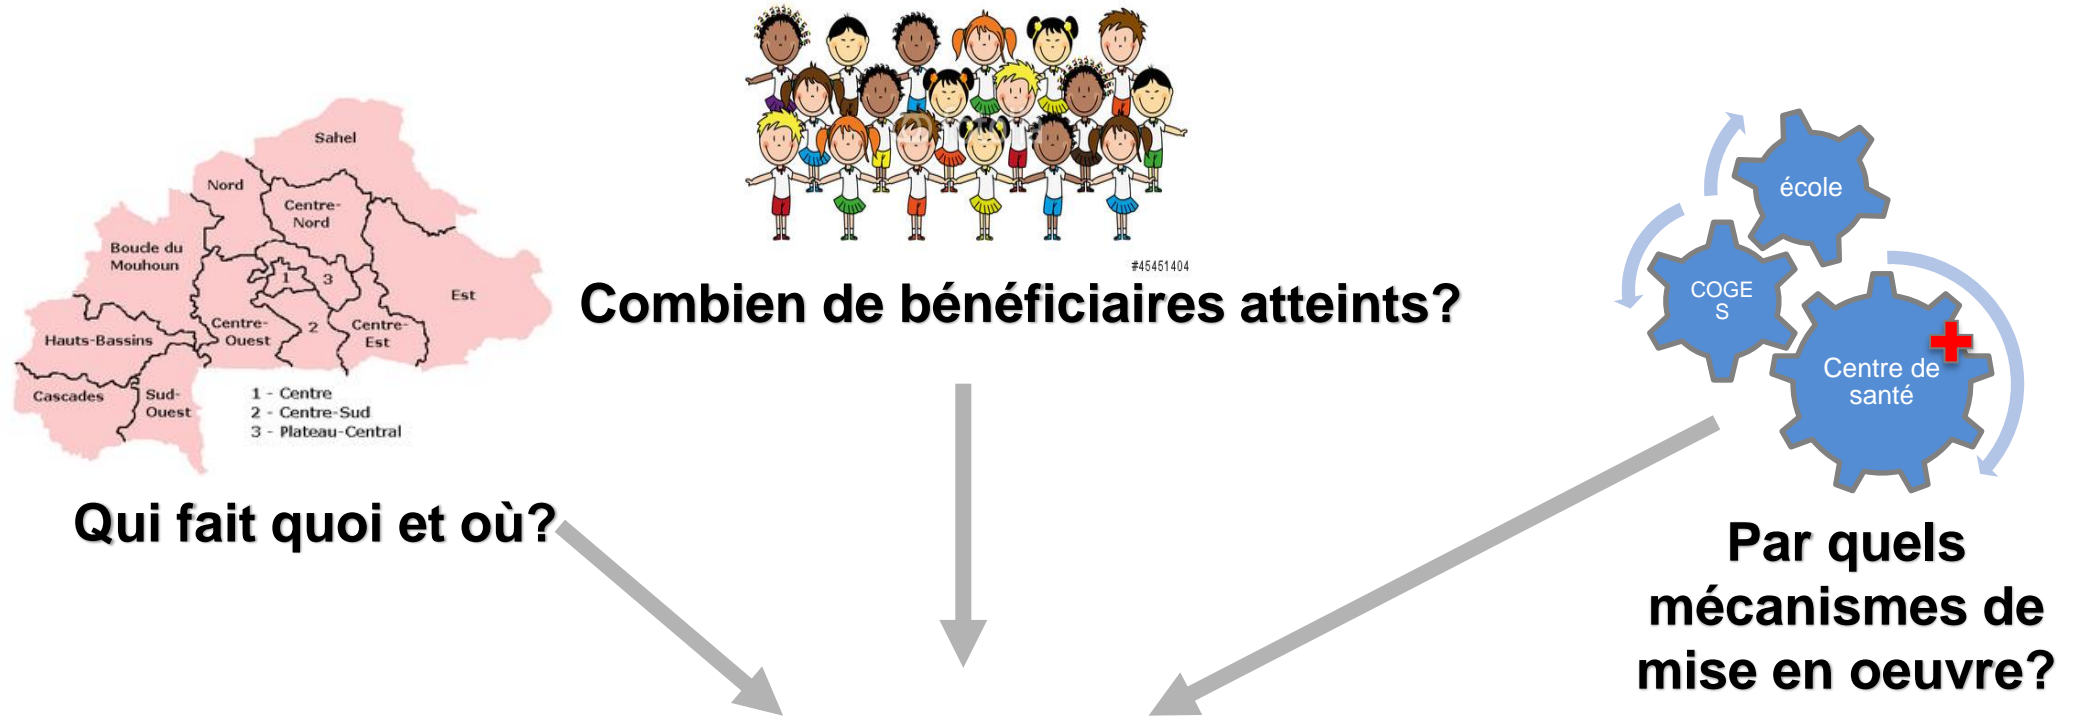 Sahel
Nord
Centre-
Nord
Boucle du
Mouhoun
1
3
Est
2
Centre-
Ouest
Centre-
Est
Hauts-Bassins
Cascades
Sud-
Ouest
1 - Centre
2 - Centre-Sud
3 - Plateau-Central
Qui fait quoi et où?
#45451404
Combien de bénéficiaires atteints?
école
COGE
S
Centre de
santé
Par quels
mécanismes de
mise en oeuvre?